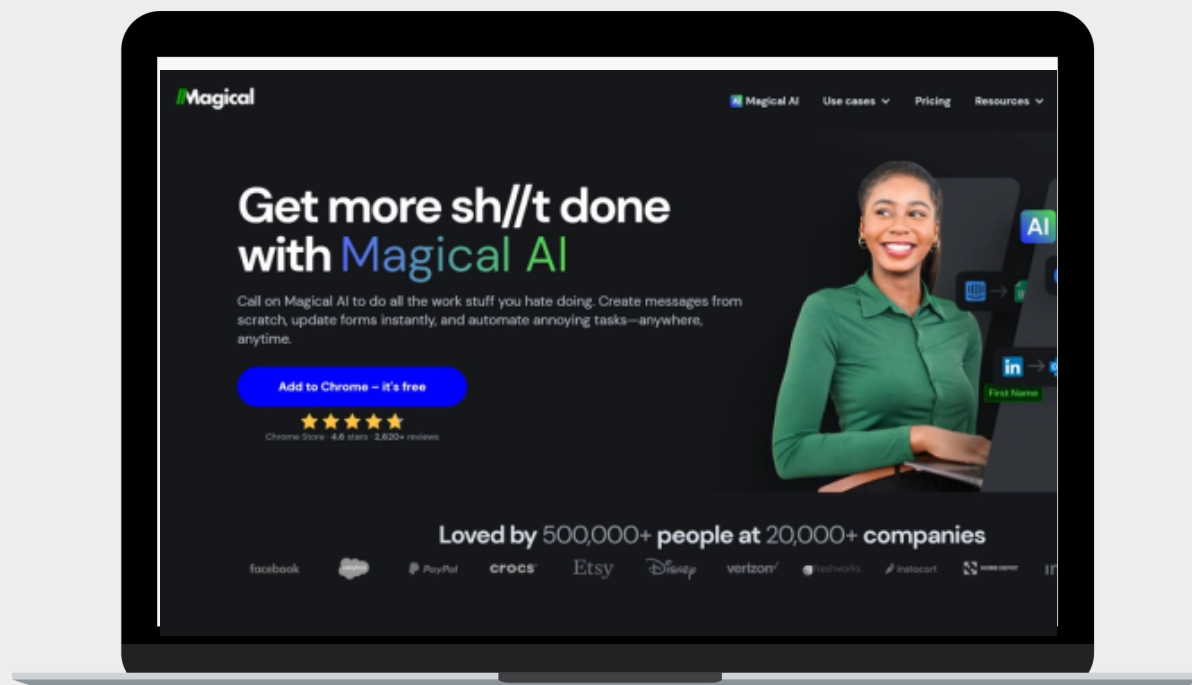 //Magical
AI Magical AI Use cases Pricing Resources
Get more sh//t done
with Magical AI
AI
Call on Magical AI to do all the work stuff you hate doing. Create messages from
scratch, update forms instantly, and automate annoying tasks—anywhere,
anytime.
in
First Name
Add to Chrome – it's free
Chrome Store · 4.6 stars · 2,620+ reviews
Loved by 500,000+ people at 20,000+ companies
facebook PayPal crocs Etsy Disney verizon freshworks instacart